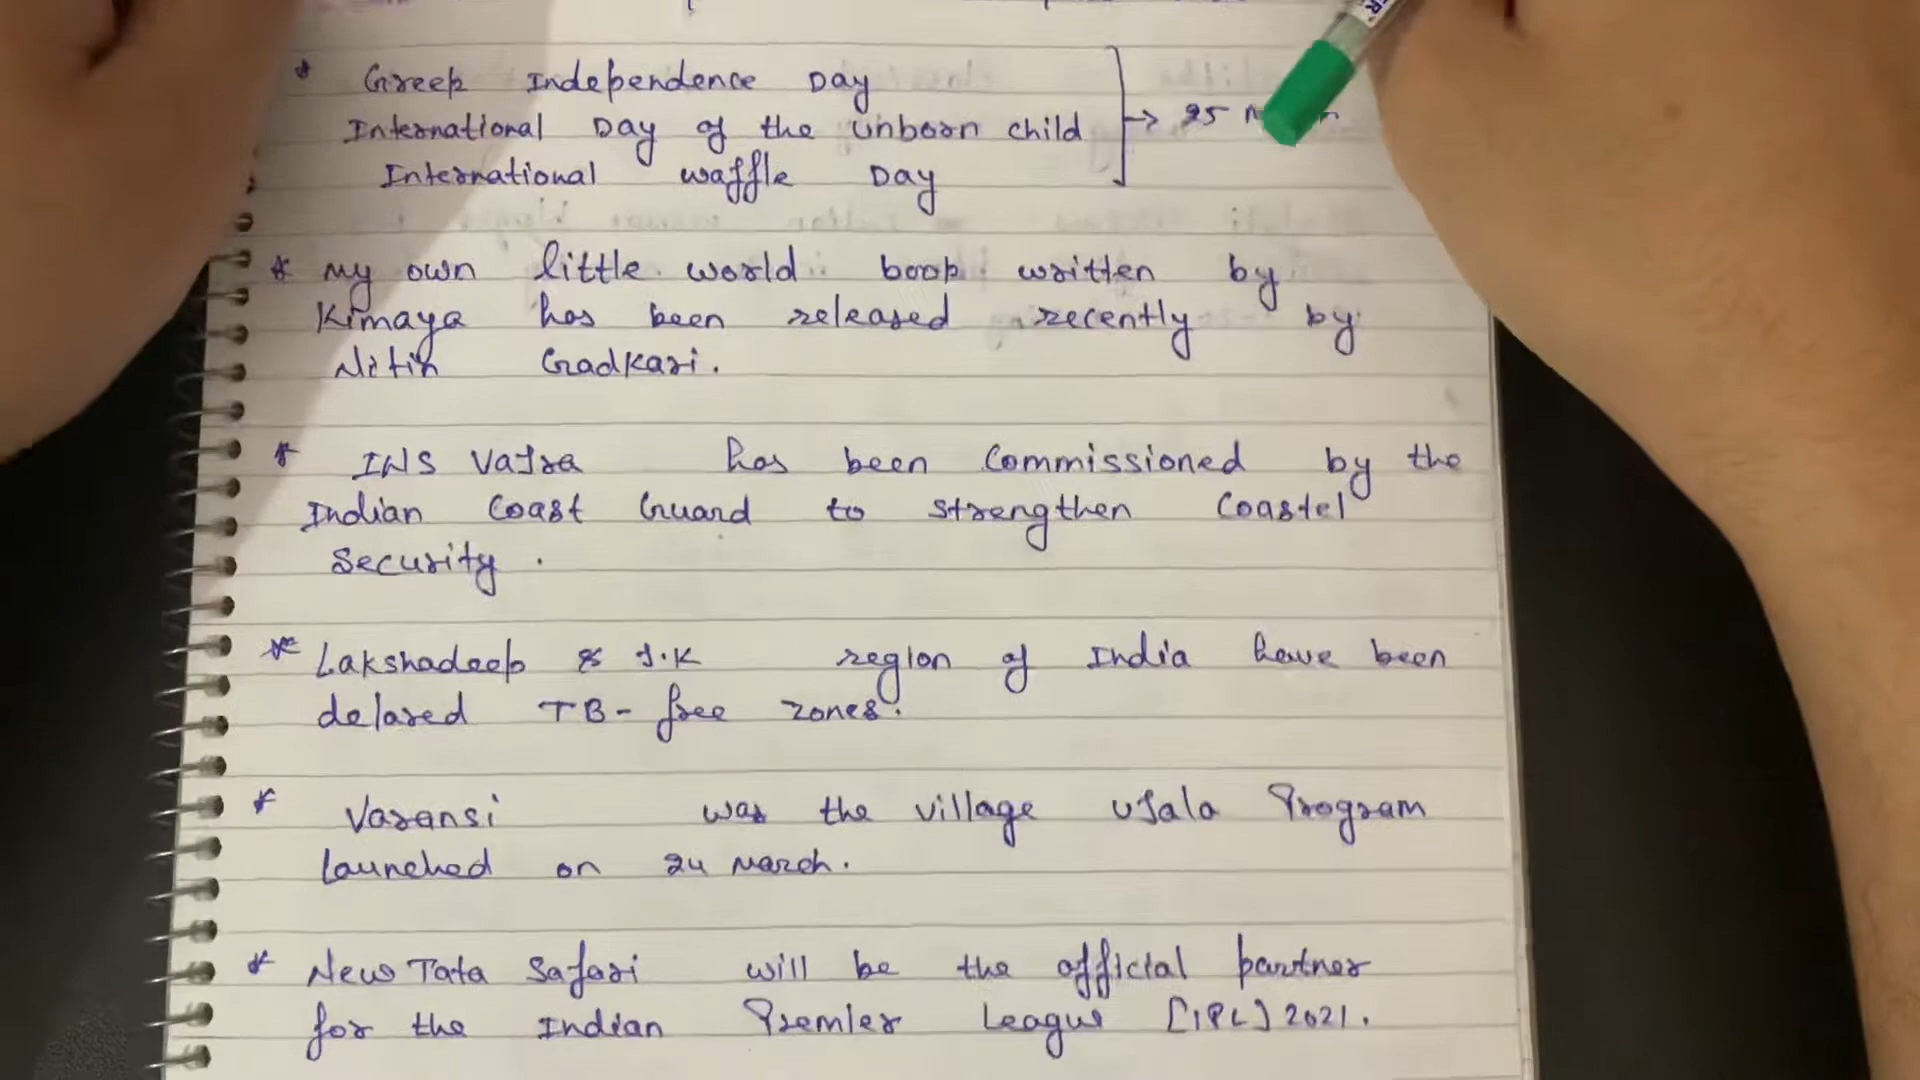 * Greek Independence Day
International Day of the unborn child → 25
International waffle Day
* My own little world book written by
Kimaya has been released recently by
Nitin Gadkari.
* INS VaJra has been Commissioned by the
Indian Coast Guard to strengthen Coastel
Security.
* Lakshadeep & J.K region of India have been
delared TB-free zones.
* Varansi was the village UJala Program
launched on 24 March.
* New Tata Safari will be the official partner
for the Indian Premier League [IPL] 2021.